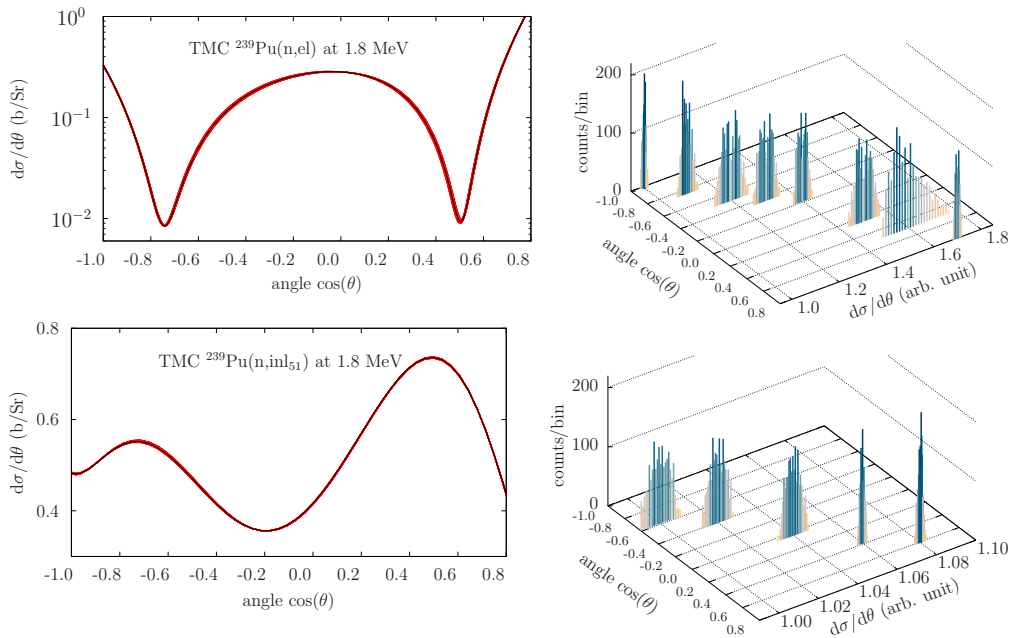 10⁰
10⁻¹
10⁻²
dσ/dθ (b/Sr)
TMC ²³⁹Pu(n,el) at 1.8 MeV
-1.0 -0.8 -0.6 -0.4 -0.2 0.0 0.2 0.4 0.6 0.8
angle cos(θ)
200
100
0
counts/bin
-1.0
-0.8
-0.6
-0.4
-0.2
0.0
0.2
0.4
0.6
0.8
angle cos(θ)
1.0 1.2 1.4 1.6 1.8
dσ/dθ (arb. unit)
0.8
0.6
0.4
dσ/dθ (b/Sr)
TMC ²³⁹Pu(n,inl₅₁) at 1.8 MeV
-1.0 -0.8 -0.6 -0.4 -0.2 0.0 0.2 0.4 0.6 0.8
angle cos(θ)
200
100
0
counts/bin
-1.0
-0.8
-0.6
-0.4
-0.2
0.0
0.2
0.4
0.6
0.8
angle cos(θ)
1.00 1.02 1.04 1.06 1.08 1.10
dσ/dθ (arb. unit)